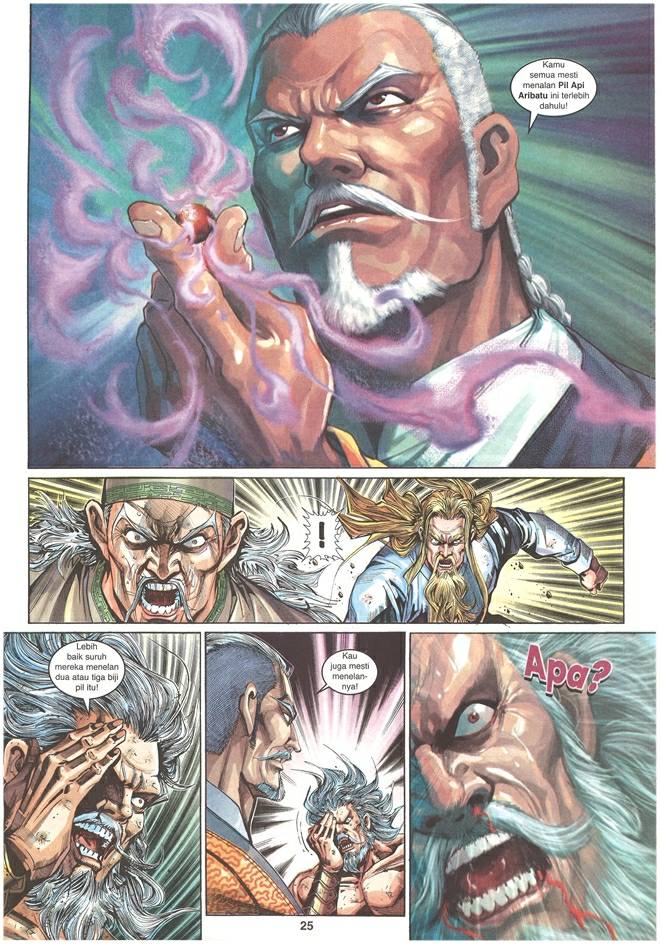 Kamu
semua mesti
menalan Pil Api
Aribatu ini terlebih
dahulu!
!
Lebih
baik suruh
mereka menelan
dua atau tiga biji
pil itu!
Kau
juga mesti
menelan-
nya!
Apa?
25